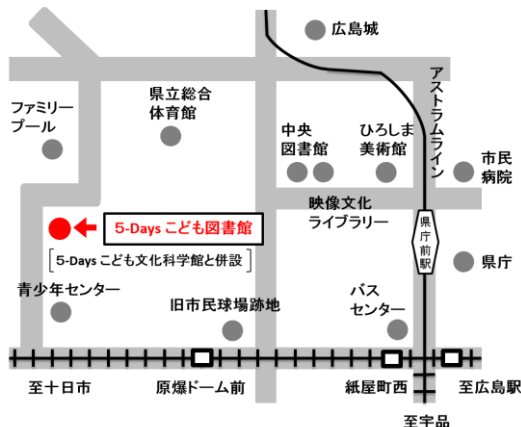 広島城
アストラムライン
県立総合
体育館
ファミリー
プール
中央
図書館
ひろしま
美術館
市民
病院
映像文化
ライブラリー
5-Days こども図書館
[5-Days こども文化科学館と併設]
県庁前駅
県庁
青少年センター
旧市民球場跡地
バス
センター
至十日市
原爆ドーム前
紙屋町西
至広島駅
至宇品